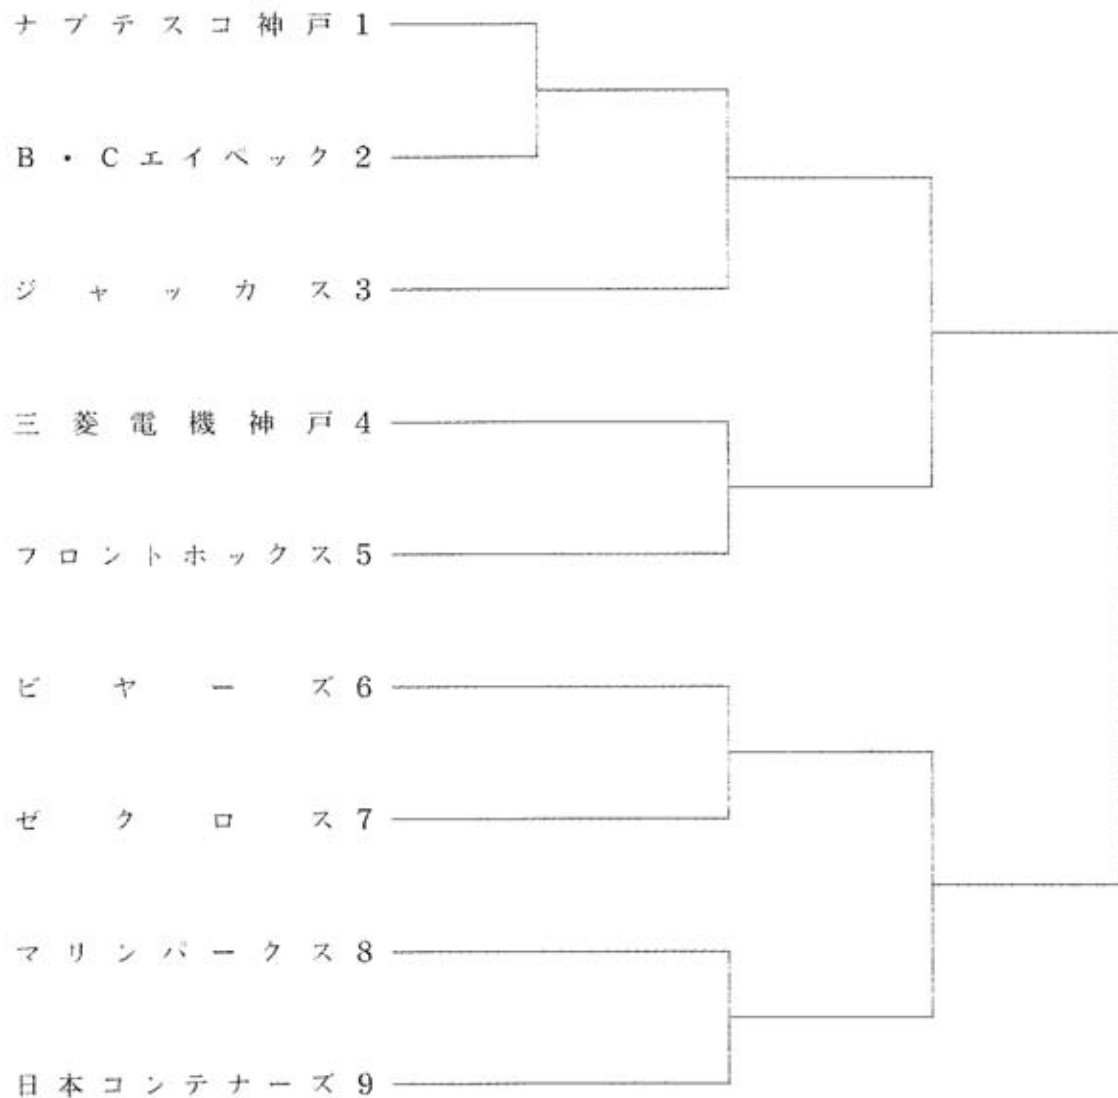 ナブテスコ神戸 1
B・Cエイペック 2
ジャッカス 3
三菱電機神戸 4
フロントホックス 5
ビヤーズ 6
ゼクロス 7
マリンパークス 8
日本コンテナーズ 9